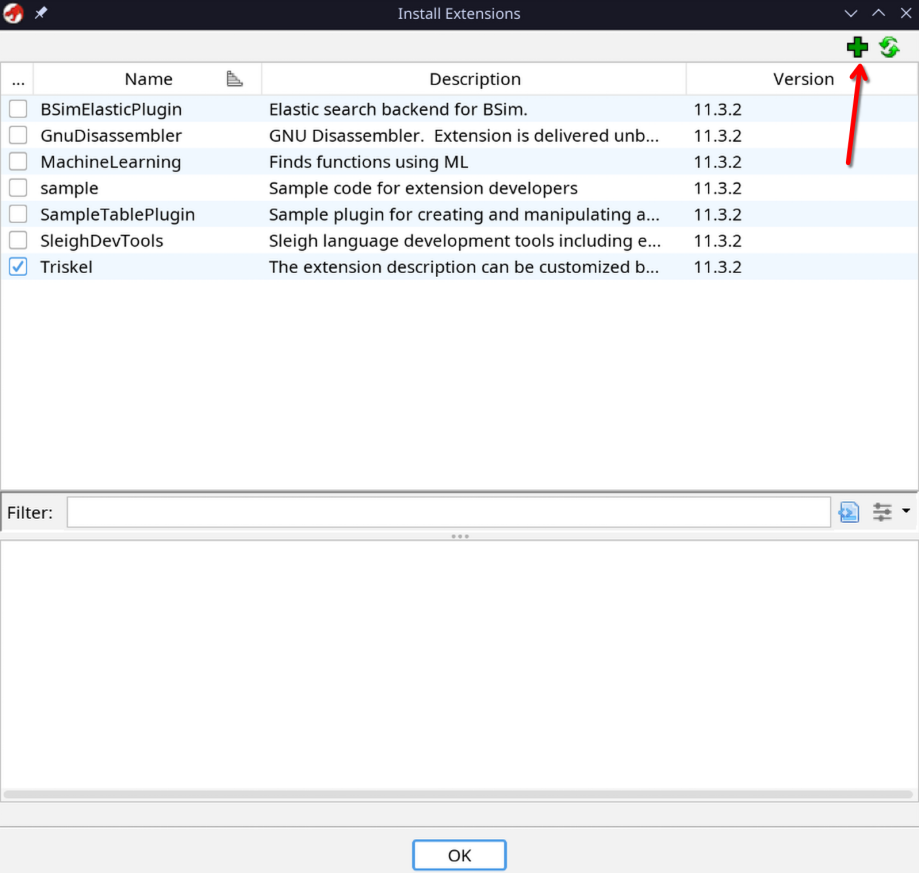 Install Extensions
... Name Description Version
BSimElasticPlugin Elastic search backend for BSim. 11.3.2
GnuDisassembler GNU Disassembler. Extension is delivered unb... 11.3.2
MachineLearning Finds functions using ML 11.3.2
sample Sample code for extension developers 11.3.2
SampleTablePlugin Sample plugin for creating and manipulating a... 11.3.2
SleighDevTools Sleigh language development tools including e... 11.3.2
Triskel The extension description can be customized b... 11.3.2
Filter:
OK